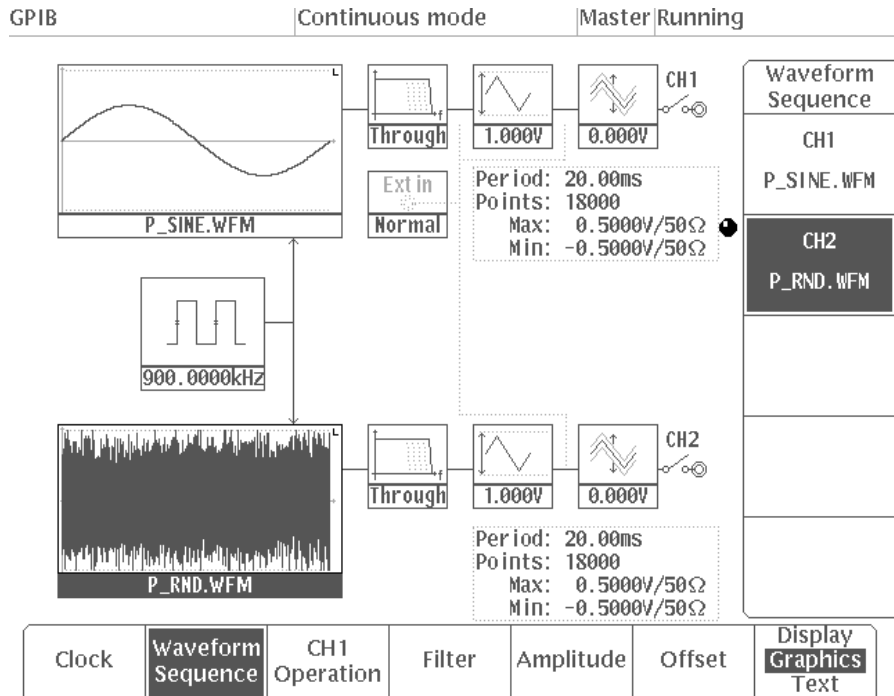 GPIB
Continuous mode
Master
Running
L
f
Through
1.000V
0.000V
CH1
P_SINE.WFM
Ext in
Normal
Period: 20.00ms
Points: 18000
Max: 0.5000V/50Ω
Min: -0.5000V/50Ω
900.0000kHz
L
f
Through
1.000V
0.000V
CH2
P_RND.WFM
Period: 20.00ms
Points: 18000
Max: 0.5000V/50Ω
Min: -0.5000V/50Ω
Waveform
Sequence
CH1
P_SINE.WFM
CH2
P_RND.WFM
Clock
Waveform
Sequence
CH1
Operation
Filter
Amplitude
Offset
Display
Graphics
Text